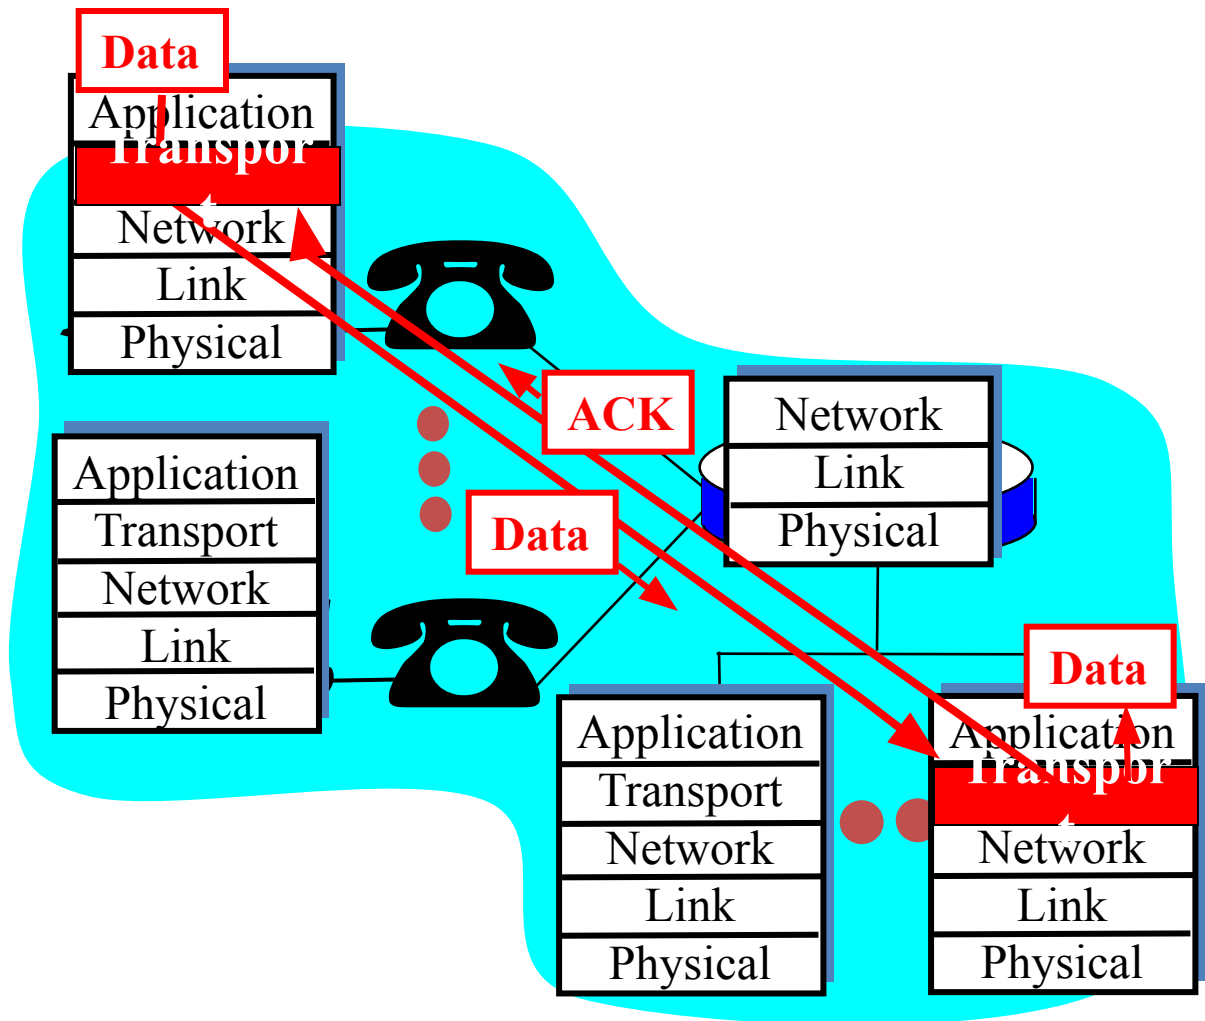 Data
Application
Transpor
t
Network
Link
Physical
ACK
Network
Link
Physical
Application
Transport
Network
Link
Physical
Data
Data
Application
Transport
Network
Link
Physical
Application
Transpor
t
Network
Link
Physical